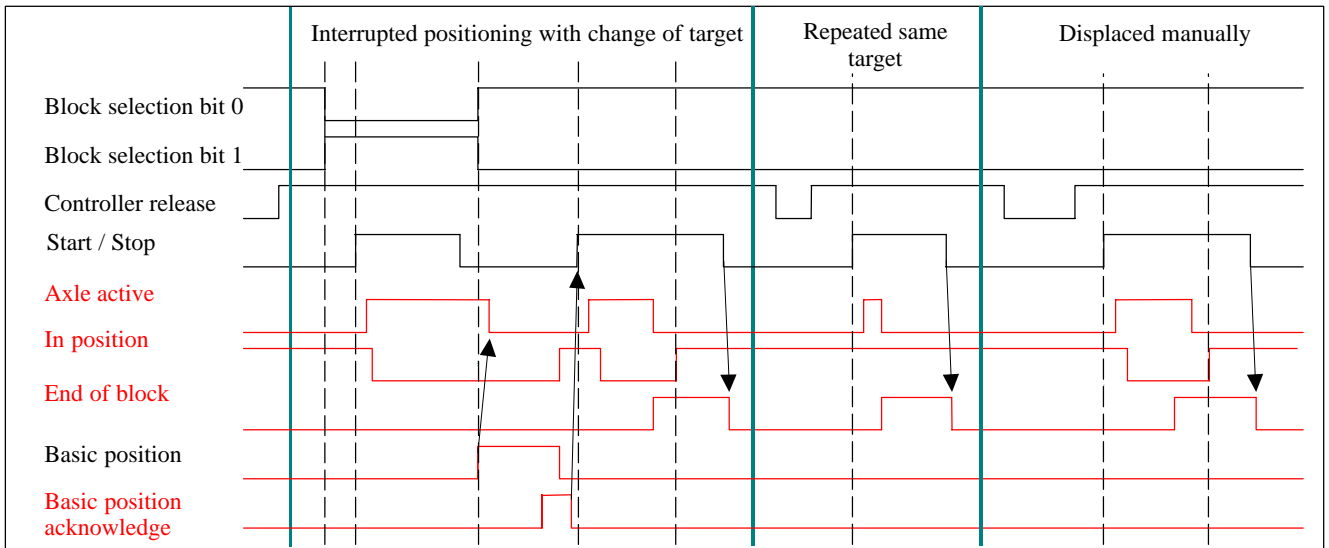 Interrupted positioning with change of target
Repeated same
target
Displaced manually
Block selection bit 0
Block selection bit 1
Controller release
Start / Stop
Axle active
In position
End of block
Basic position
Basic position
acknowledge